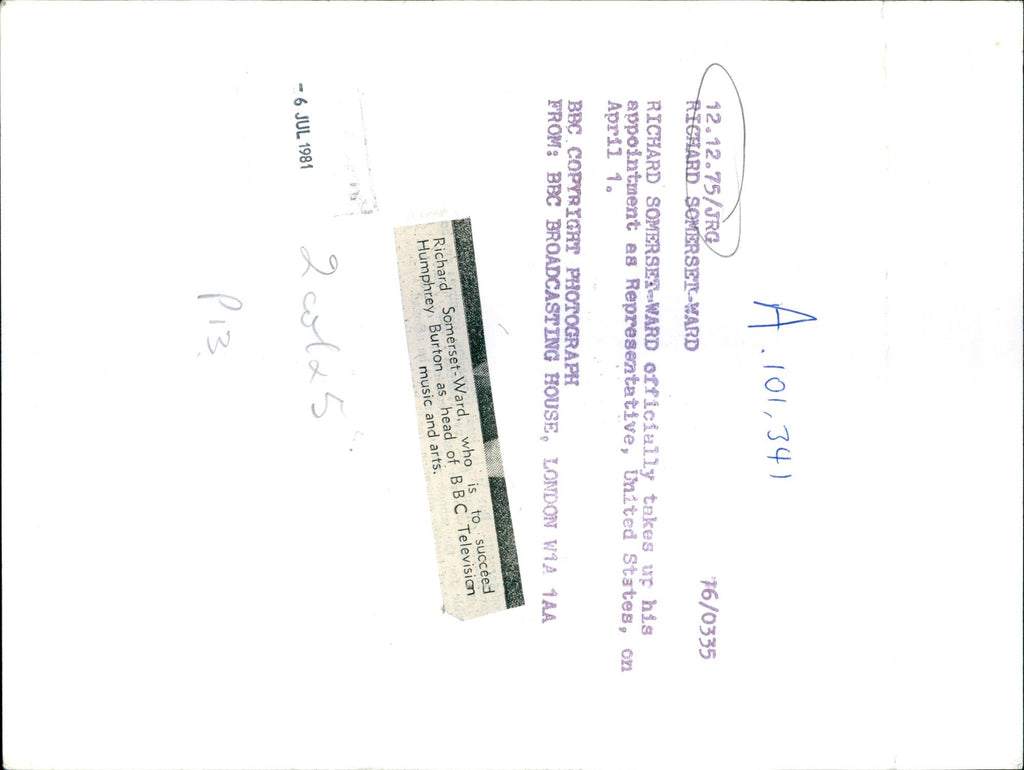 A.101,341
76/0335
12.12.75/JRG
RICHARD SOMERSET-WARD
RICHARD SOMERSET-WARD officially takes up his
appointment as Representative, United States, on
April 1.
BBC COPYRIGHT PHOTOGRAPH
FROM: BBC BROADCASTING HOUSE, LONDON W1A 1AA
Richard Somerset-Ward, who is to succeed
Humphrey Burton as head of BBC Television
music and arts.
- 6 JUL 1981
P13